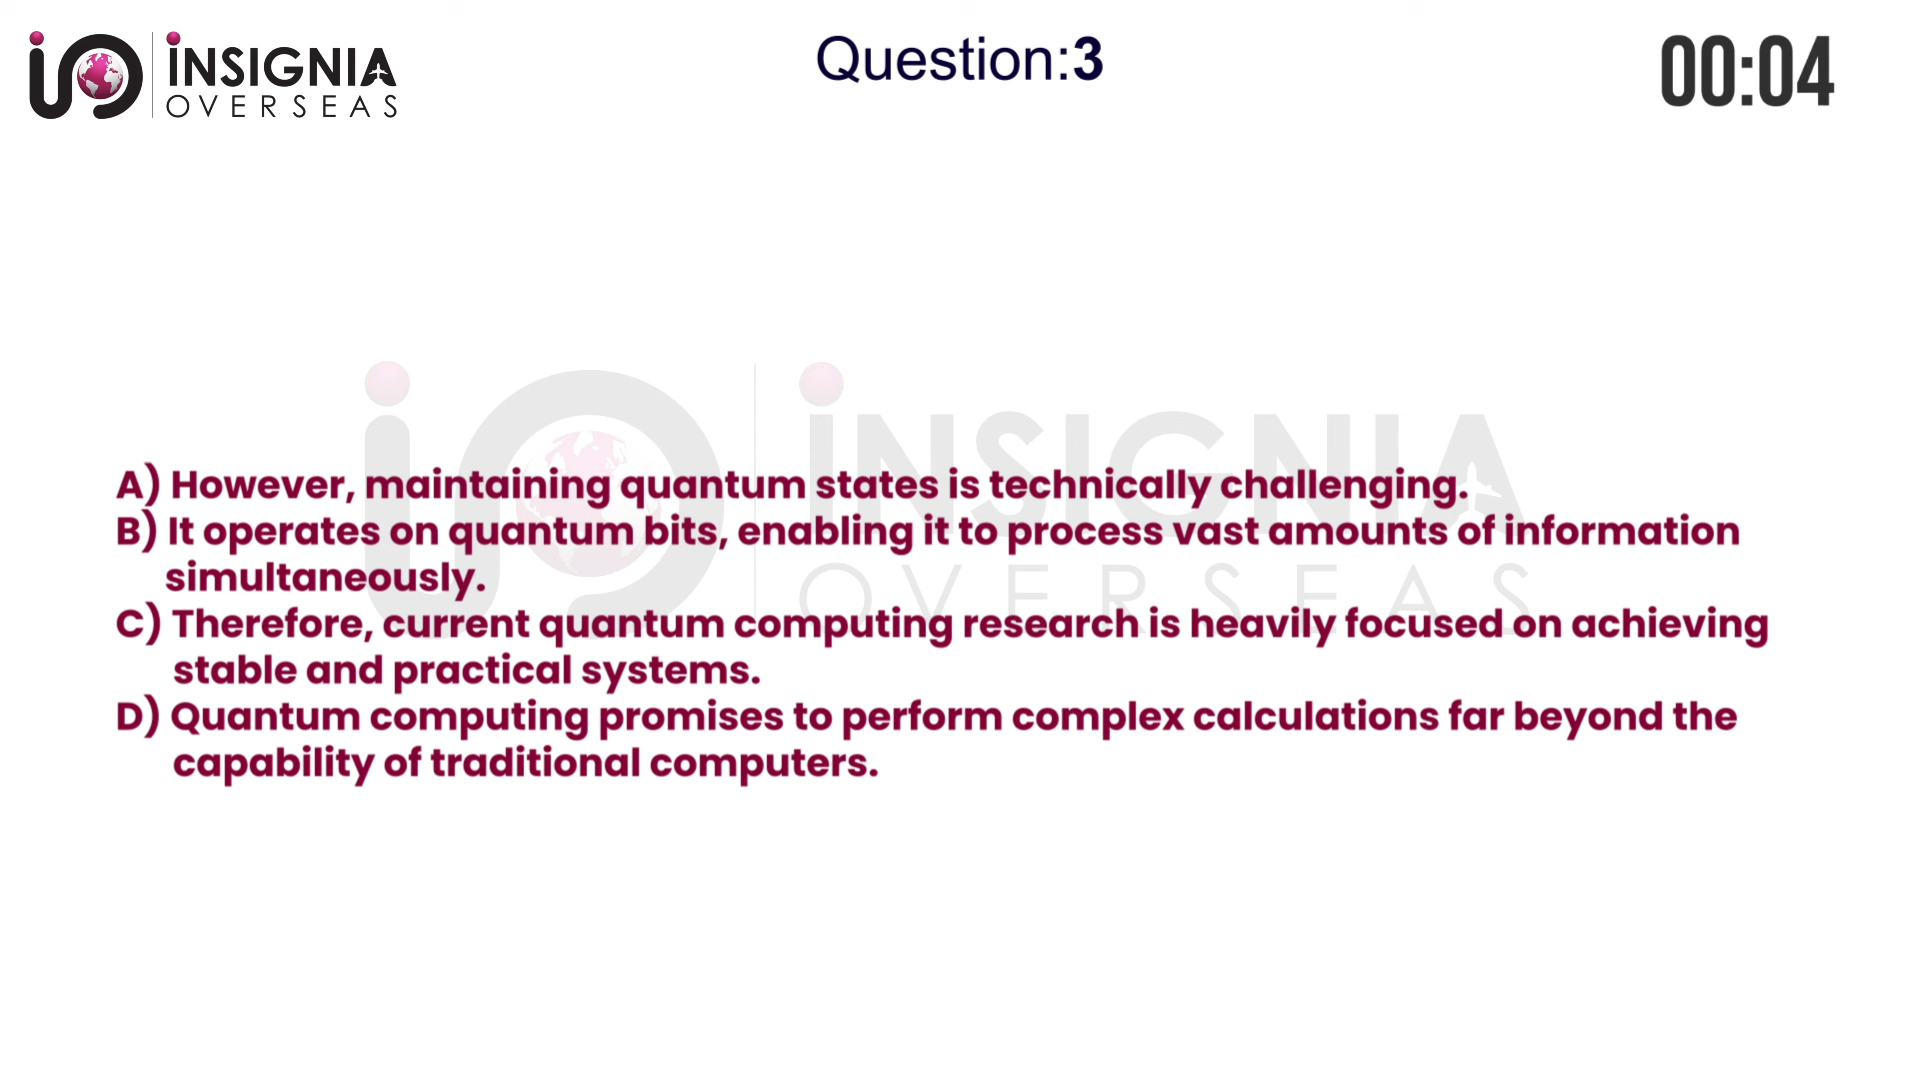 INSIGNIA
OVERSEAS
Question:3
00:04
A) However, maintaining quantum states is technically challenging.
B) It operates on quantum bits, enabling it to process vast amounts of information
simultaneously.
C) Therefore, current quantum computing research is heavily focused on achieving
stable and practical systems.
D) Quantum computing promises to perform complex calculations far beyond the
capability of traditional computers.
INSIGNIA
OVERSEAS